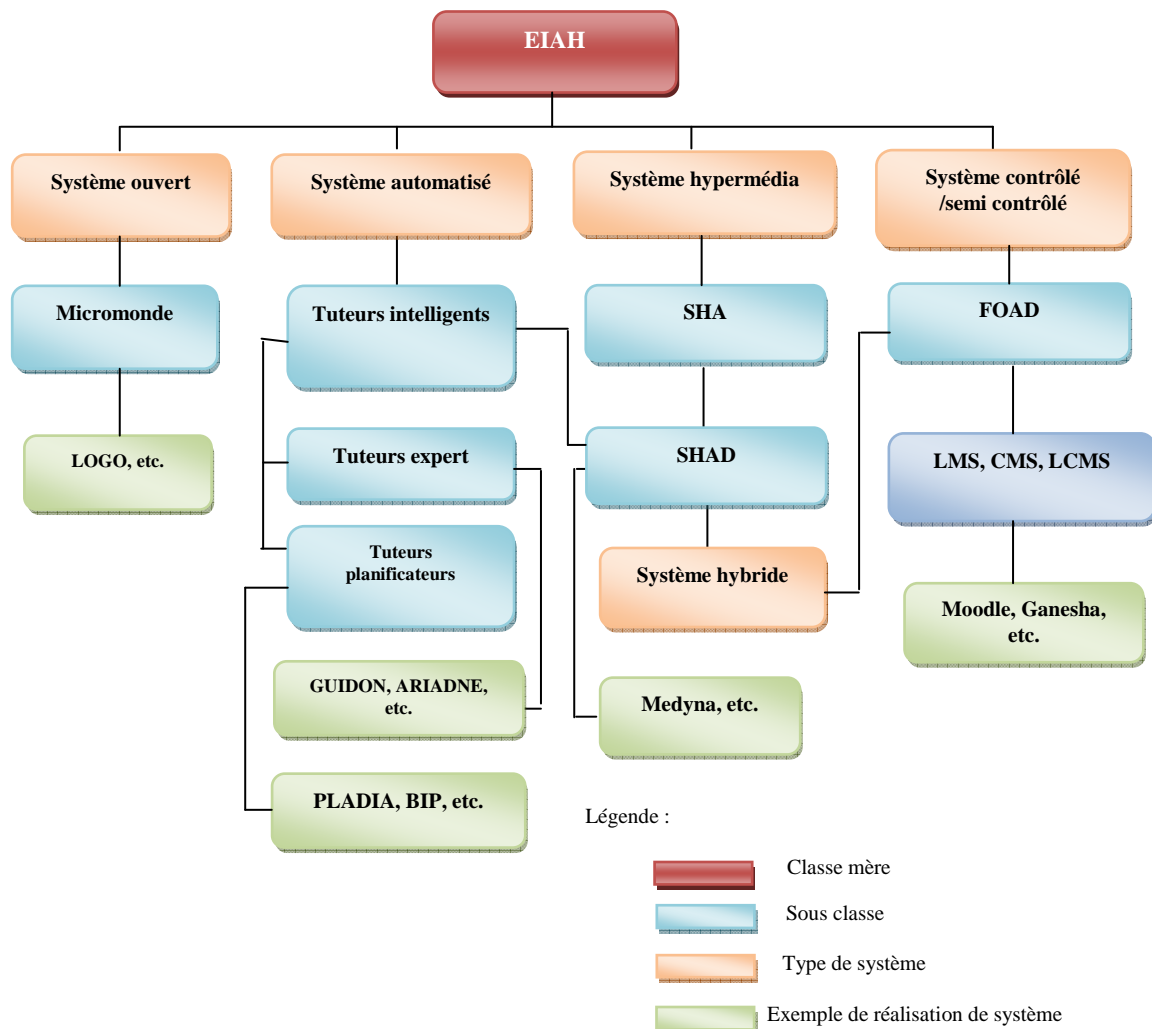 EIAH
Système ouvert
Système automatisé
Système hypermédia
Système contrôlé
/semi contrôlé
Micromonde
Tuteurs intelligents
SHA
FOAD
LOGO, etc.
Tuteurs expert
SHAD
LMS, CMS, LCMS
Tuteurs
planificateurs
Système hybride
Moodle, Ganesha,
etc.
GUIDON, ARIADNE,
etc.
Medyna, etc.
PLADIA, BIP, etc.
Légende :
Classe mère
Sous classe
Type de système
Exemple de réalisation de système